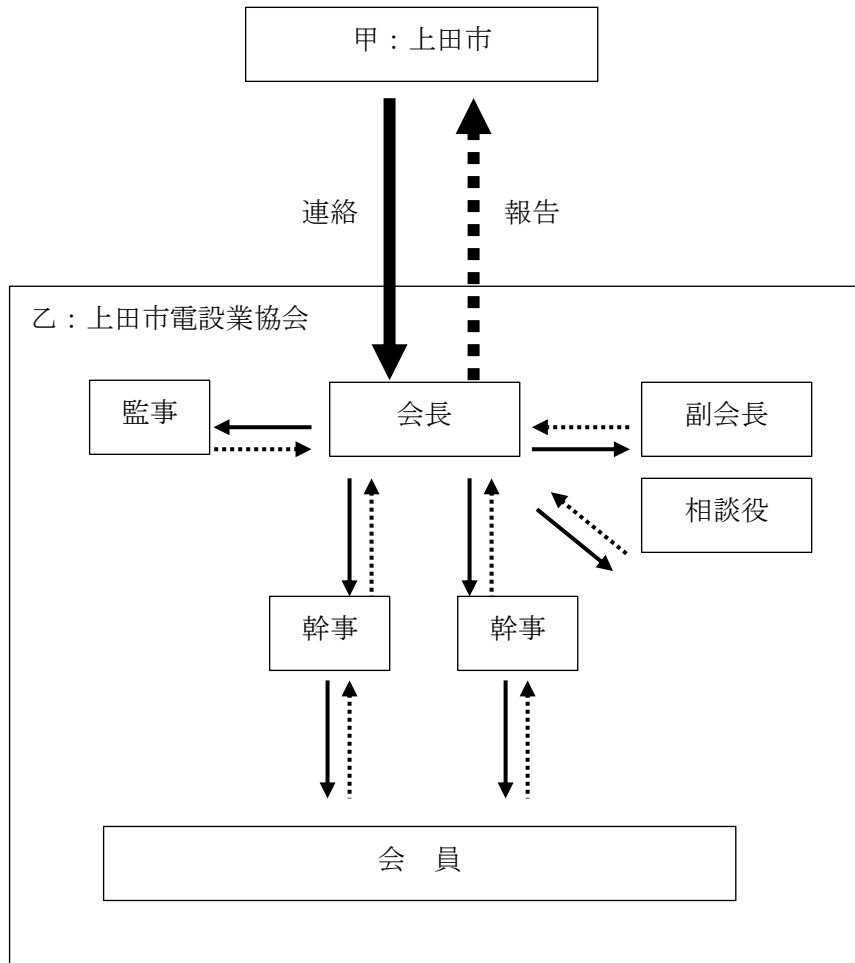 甲：上田市
連絡
報告
乙：上田市電設業協会
監事
会長
副会長
相談役
幹事
幹事
会　員